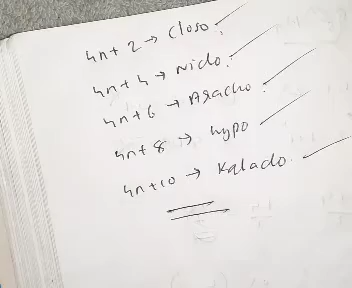 4n+2 → Closo.
4n+4 → Nido.
4n+6 → Aracho.
4n+8 → hypo
4n+10 → Kalado.